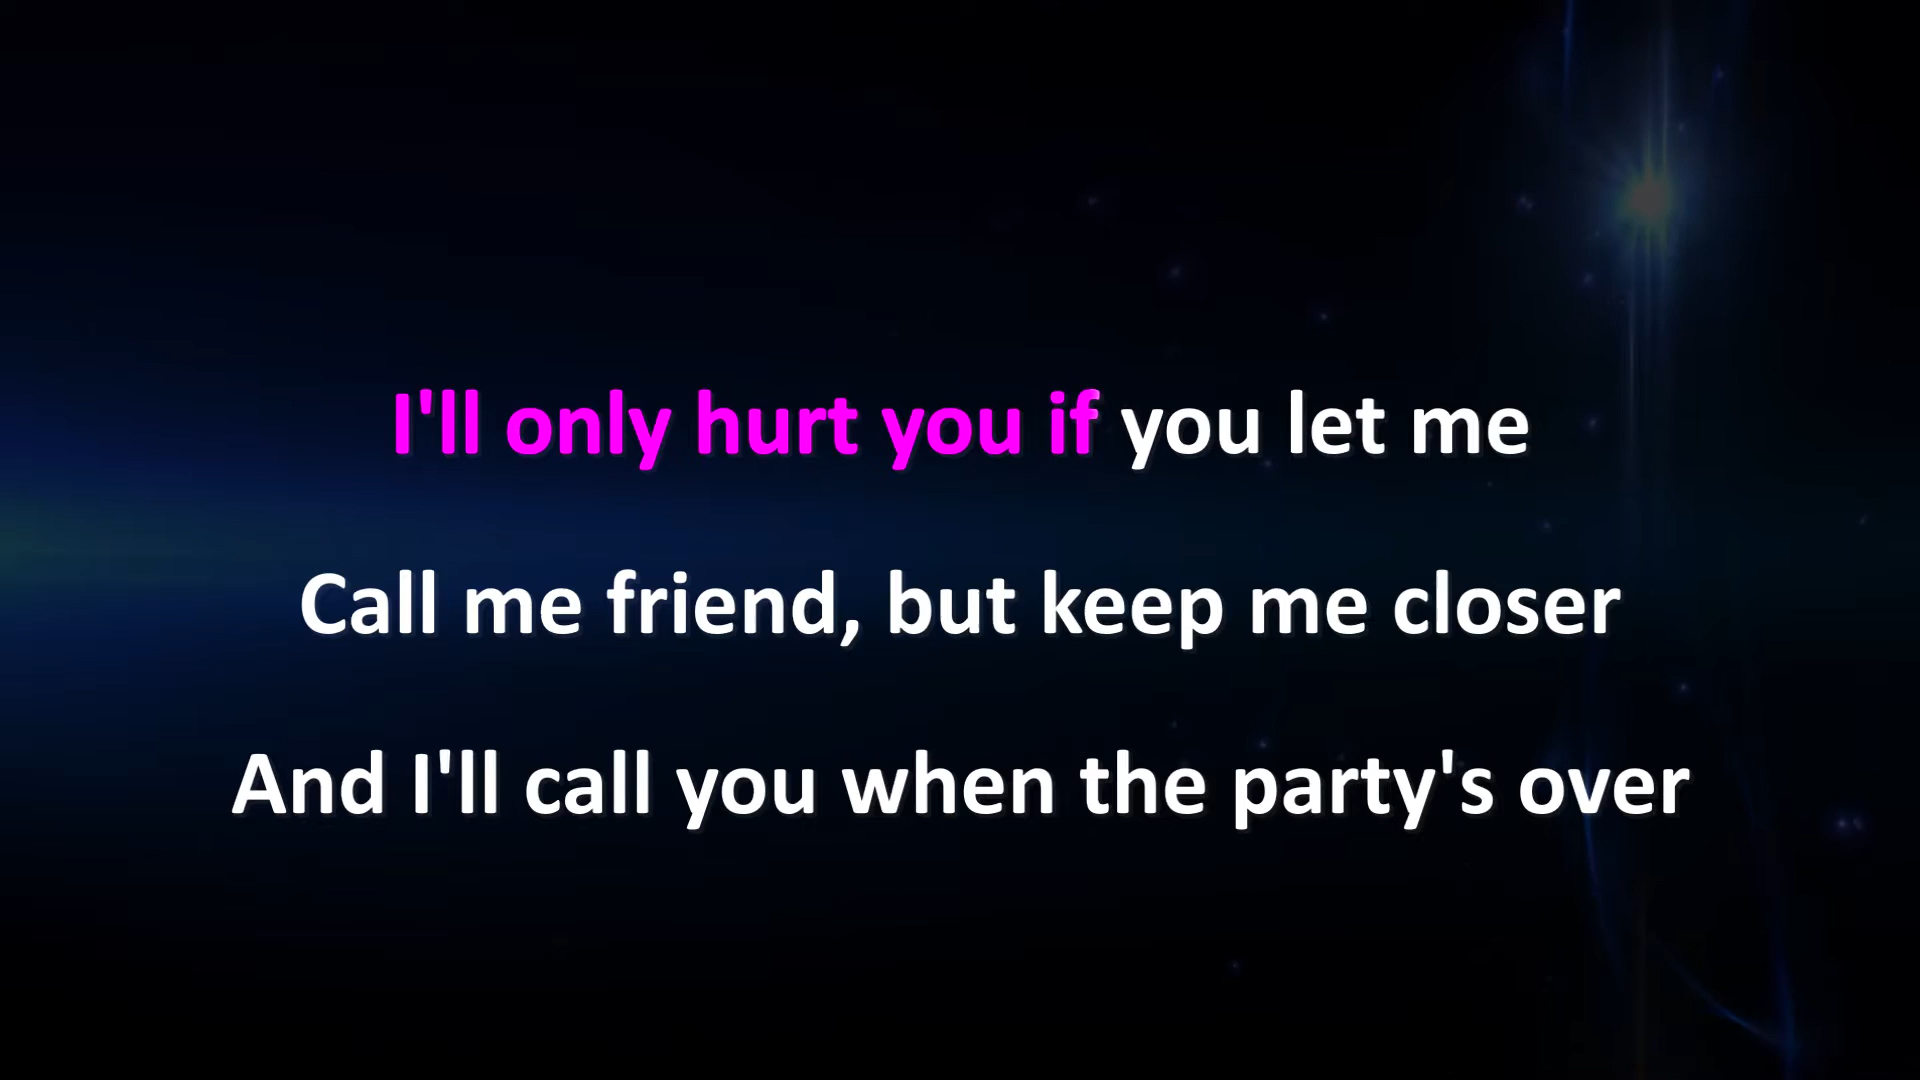 I'll only hurt you if you let me
Call me friend, but keep me closer
And I'll call you when the party's over